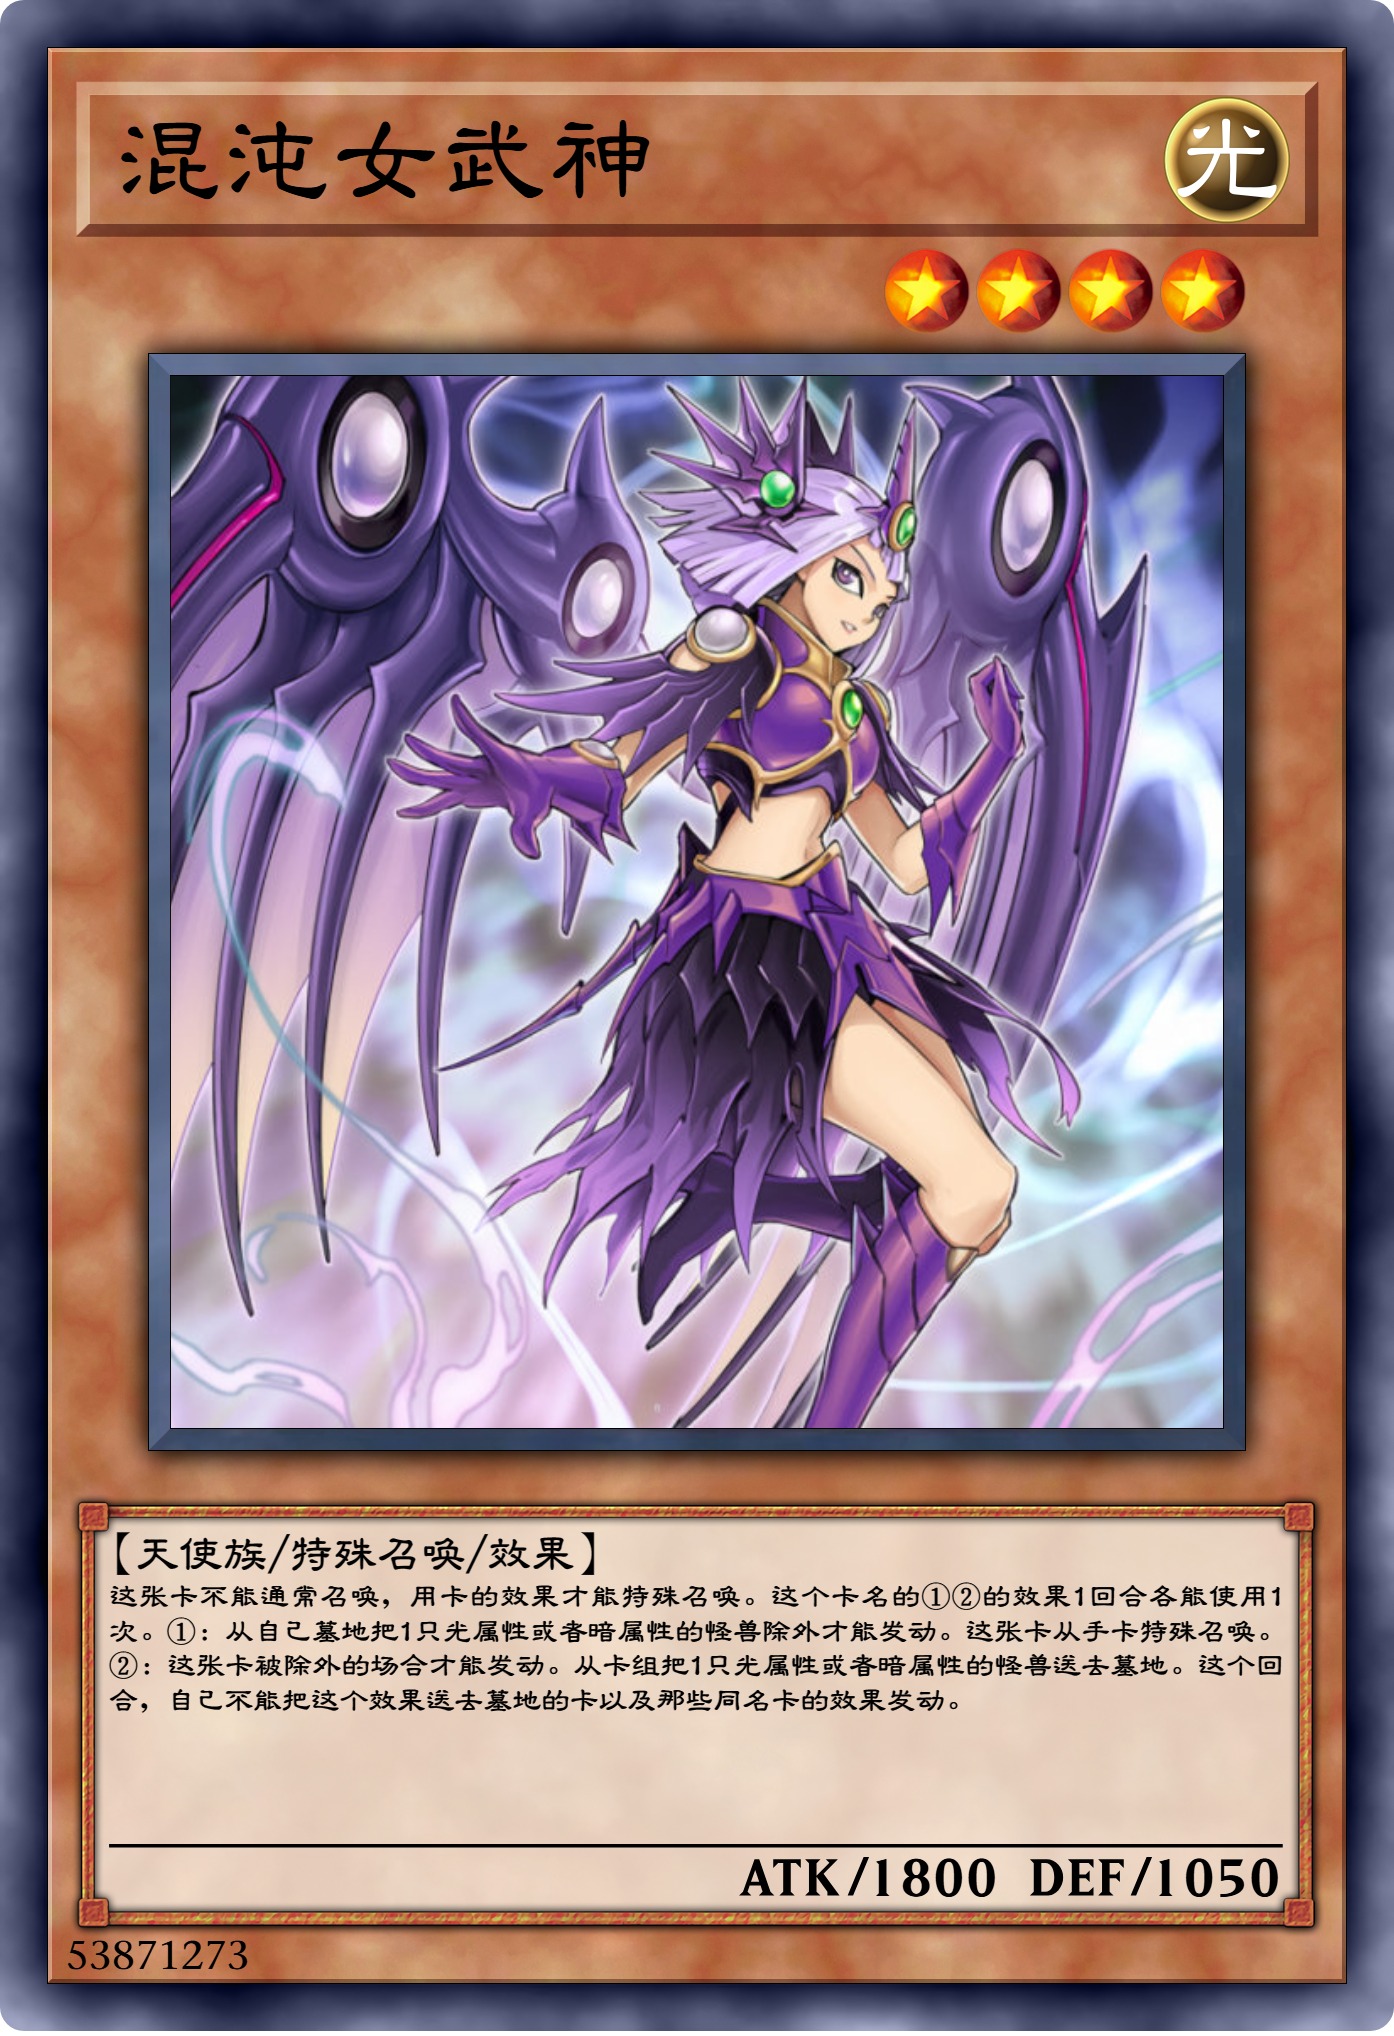 混沌女武神
光
【天使族/特殊召唤/效果】
这张卡不能通常召唤，用卡的效果才能特殊召唤。这个卡名的①②的效果1回合各能使用1
次。①：从自己墓地把1只光属性或者暗属性的怪兽除外才能发动。这张卡从手卡特殊召唤。
②：这张卡被除外的场合才能发动。从卡组把1只光属性或者暗属性的怪兽送去墓地。这个回
合，自己不能把这个效果送去墓地的卡以及那些同名卡的效果发动。
ATK/1800 DEF/1050
53871273